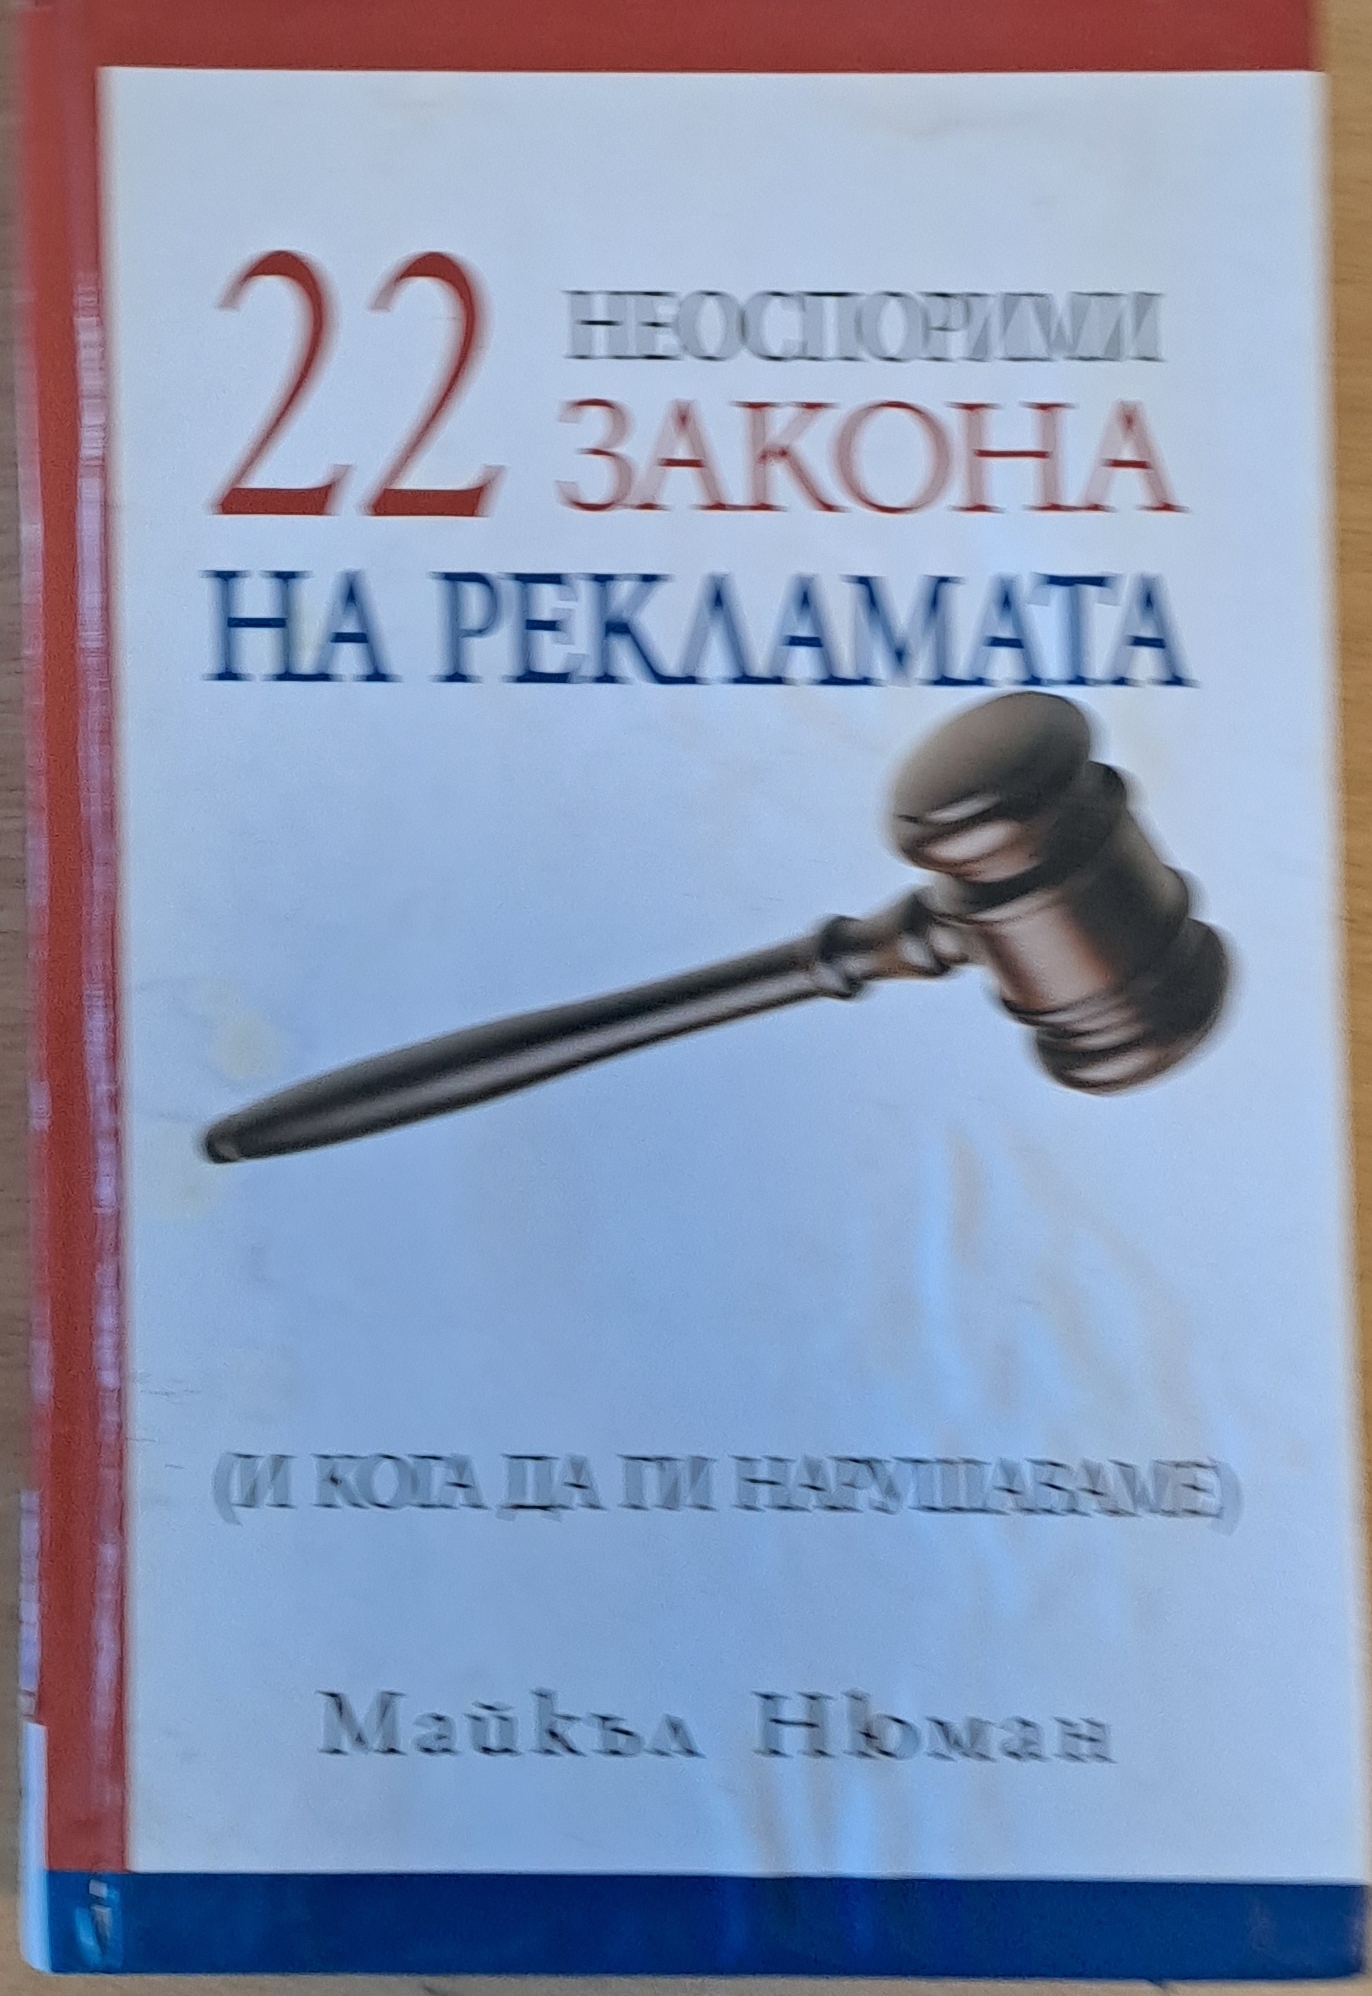 22 НЕОСПОРИМИ
ЗАКОНА
НА РЕКЛАМАТА
(И КОГА ДА ГИ НАРУШАВАМЕ)
Майкъл Нюман